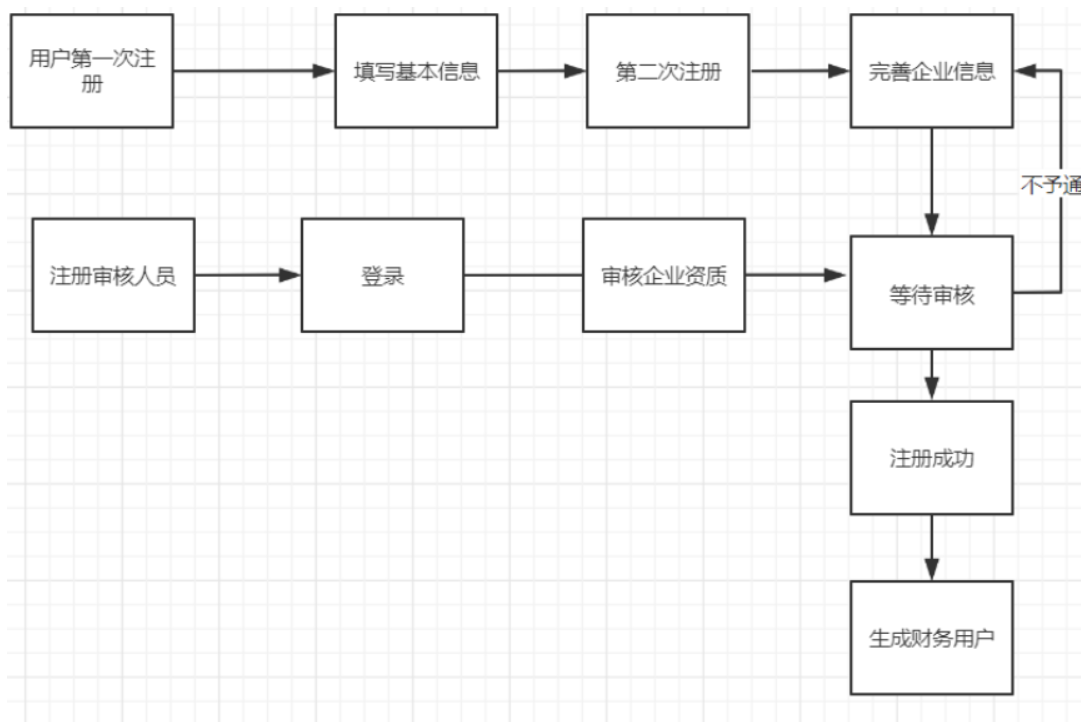 用户第一次注
册
填写基本信息
第二次注册
完善企业信息
不予通
注册审核人员
登录
审核企业资质
等待审核
注册成功
生成财务用户